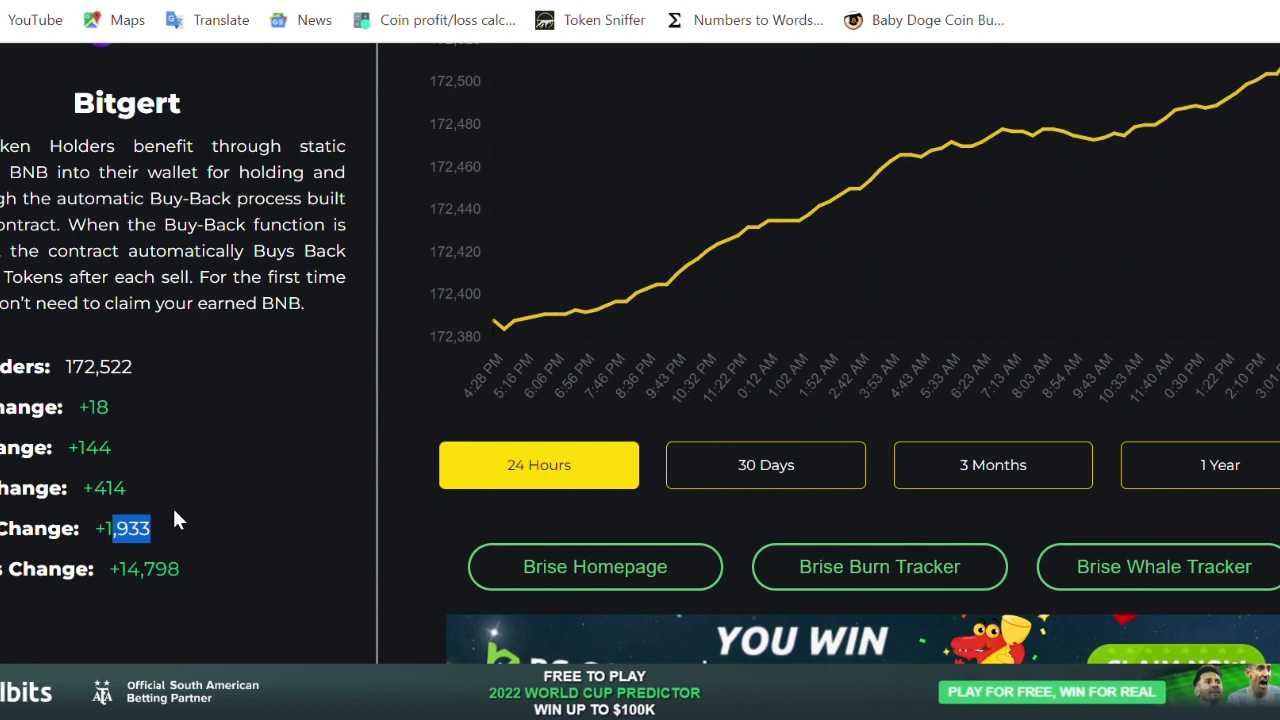 YouTube Maps Translate News Coin profit/loss calc... Token Sniffer Numbers to Words... Baby Doge Coin Bu...
Bitgert
ken Holders benefit through static
BNB into their wallet for holding and
gh the automatic Buy-Back process built
ontract. When the Buy-Back function is
the contract automatically Buys Back
Tokens after each sell. For the first time
on't need to claim your earned BNB.
ders: 172,522
hange: +18
ange: +144
hange: +414
Change: +1,933
s Change: +14,798
172,500
172,480
172,460
172,440
172,420
172,400
172,380
4:28 PM 5:16 PM 6:06 PM 6:56 PM 7:46 PM 8:36 PM 9:43 PM 10:32 PM 11:22 PM 0:12 AM 1:02 AM 1:52 AM 2:42 AM 3:53 AM 4:43 AM 5:33 AM 6:23 AM 7:13 AM 8:03 AM 8:54 AM 9:43 AM 10:33 AM 11:40 AM 0:30 PM 1:22 PM 2:10 PM 3:01
24 Hours 30 Days 3 Months 1 Year
Brise Homepage Brise Burn Tracker Brise Whale Tracker
YOU WIN
CLAIM NOW
lbits
AFA
Official South American
Betting Partner
FREE TO PLAY
2022 WORLD CUP PREDICTOR
WIN UP TO $100K
PLAY FOR FREE, WIN FOR REAL